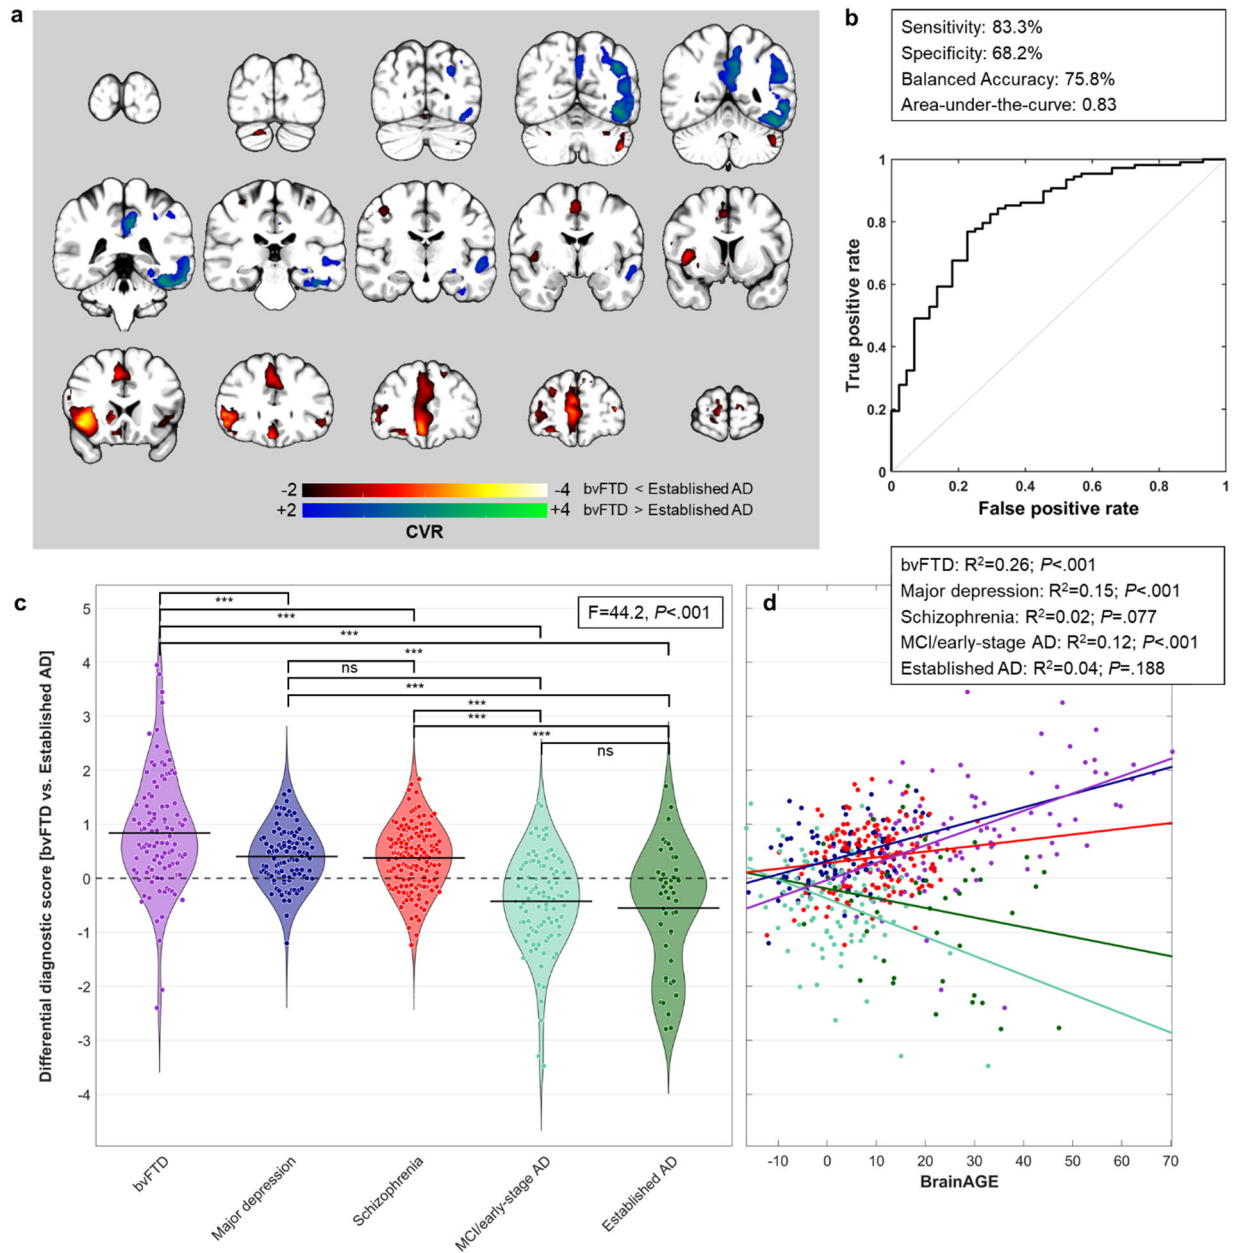 a
-2
-4
bvFTD < Established AD
+2
+4
bvFTD > Established AD
CVR
b
Sensitivity: 83.3%
Specificity: 68.2%
Balanced Accuracy: 75.8%
Area-under-the-curve: 0.83
True positive rate
1
0.8
0.6
0.4
0.2
0
0 0.2 0.4 0.6 0.8 1
False positive rate
c
Differential diagnostic score [bvFTD vs. Established AD]
5
4
3
2
1
0
-1
-2
-3
-4
F=44.2, P<.001
***
***
***
***
ns
***
***
***
***
ns
bvFTD
Major depression
Schizophrenia
MCI/early-stage AD
Established AD
d
bvFTD: R²=0.26; P<.001
Major depression: R²=0.15; P<.001
Schizophrenia: R²=0.02; P=.077
MCI/early-stage AD: R²=0.12; P<.001
Established AD: R²=0.04; P=.188
-10 0 10 20 30 40 50 60 70
BrainAGE